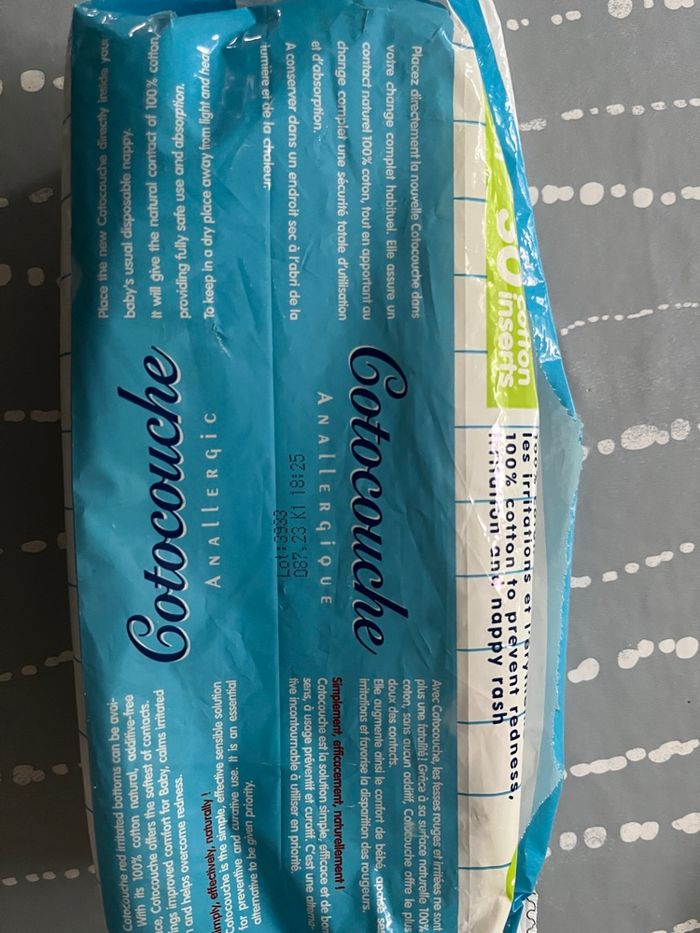 Place the new Cotocouche directly inside your
baby's usual disposable nappy.
It will give the natural contact of 100% cotton
providing fully safe use and absorption.
To keep in a dry place away from light and heat
Cotocouche
AnALLERGIC
Cotocouche red irritated bottoms can be avoi-
With its 100% cotton natural, additive-free
ce, Cotocouche offers the softest of contacts.
ings improved comfort for Baby, calms irritated
and helps overcome redness.
imply, effectively, naturally !
Cotocouche is the simple, effective sensible solution
for preventive and curative use. It is an essential
alternative to be given priority.
Placez directement la nouvelle Cotocouche dans
votre change complet habituel. Elle assure un
contact naturel 100% coton, tout en apportant au
change complet une sécurité totale d'utilisation
et d'absorption.
A conserver dans un endroit sec à l'abri de la
lumière et de la chaleur.
Cotocouche
AnALLERGIQUE
Lot:3933
087.23 K1 18:25
Avec Cotocouche, les fesses rouges et irritées ne sont
plus une fatalité ! Grâce à sa surface naturelle 100%
coton, sans aucun additif, Cotocouche offre le plus
doux des contacts.
Elle augmente ainsi le confort de bébé, apaise ses
irritations et favorise la disparition des rougeurs.
Simplement, efficacement, naturellement !
Cotocouche est la solution simple, efficace et de bon
sens, à usage préventif et curatif. C'est une alterna-
tive incontournable à utiliser en priorité.
cotton
inserts
les irritations et
100% cotton to prevent redness,
irritation and nappy rash